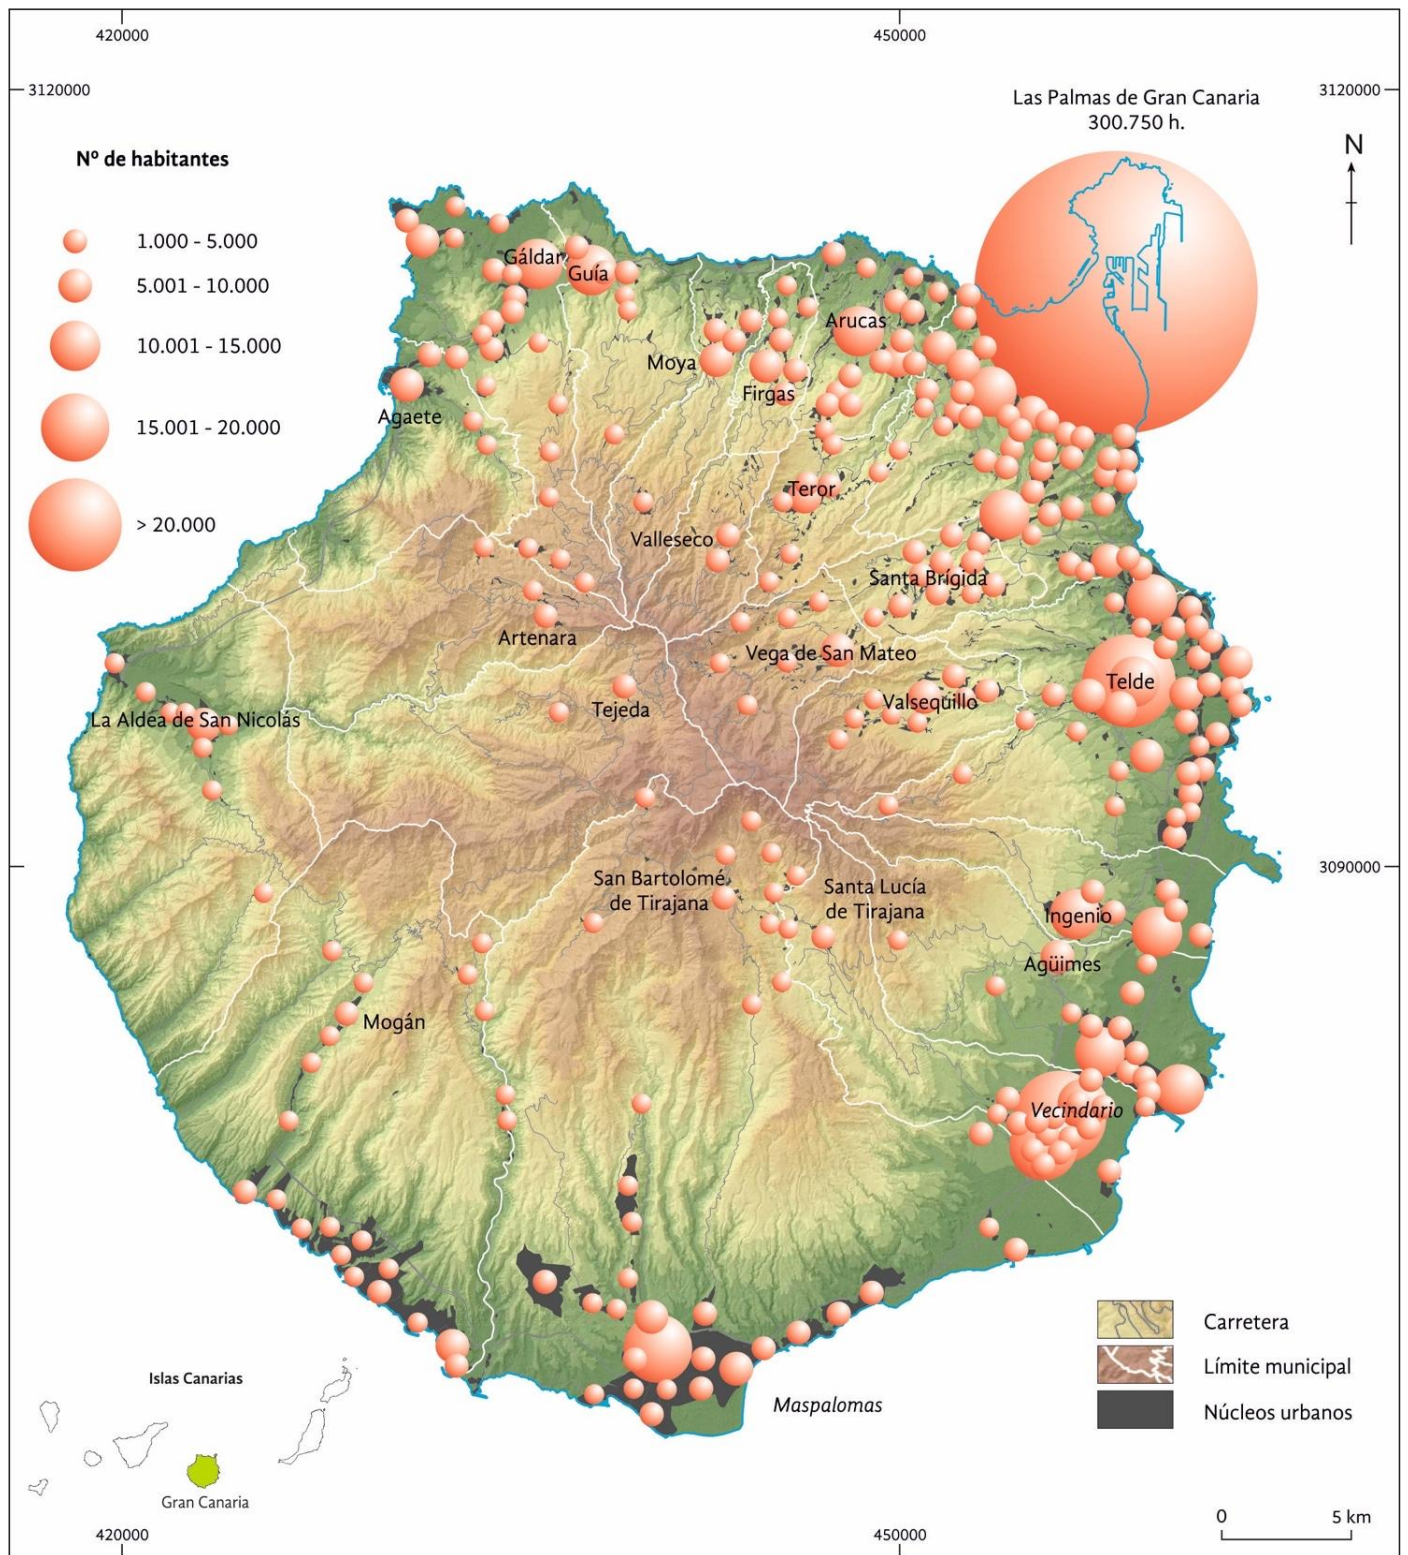 420000
450000
3120000
3120000
Las Palmas de Gran Canaria
300.750 h.
N
Nº de habitantes
1.000 - 5.000
5.001 - 10.000
10.001 - 15.000
15.001 - 20.000
> 20.000
Gáldar
Guía
Arucas
Moya
Firgas
Agaete
Teror
Valleseco
Santa Brígida
Artenara
Vega de San Mateo
Telde
Valsequillo
Tejeda
La Aldea de San Nicolás
3090000
San Bartolomé
de Tirajana
Santa Lucía
de Tirajana
Ingenio
Agüimes
Mogán
Vecindario
Maspalomas
Carretera
Límite municipal
Núcleos urbanos
Islas Canarias
Gran Canaria
0
5 km
420000
450000